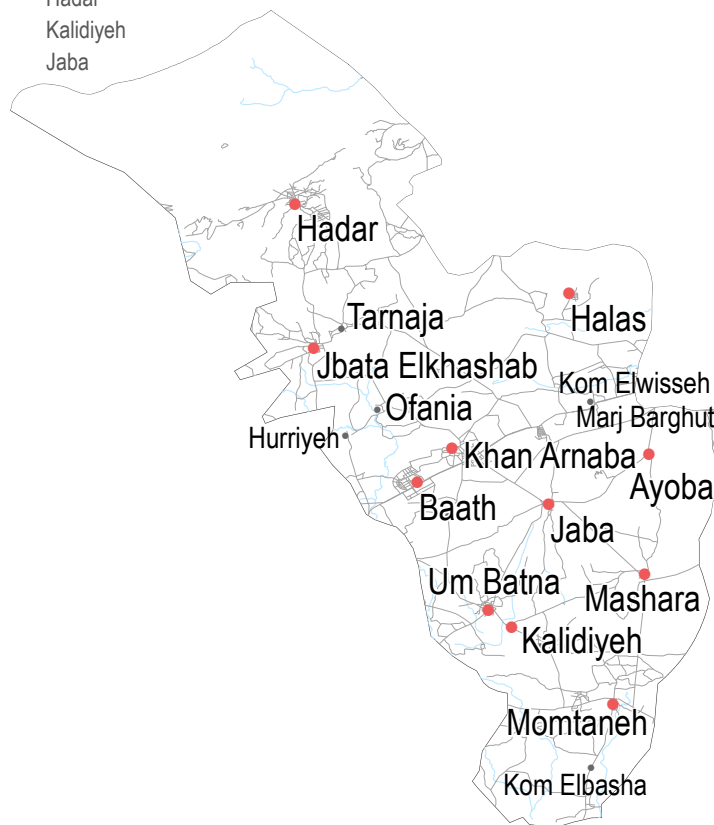 Hadar
Kalidiyeh
Jaba
Hadar
Halas
Tarnaja
Jbata Elkhashab
Kom Elwisseh
Ofania
Marj Barghut
Hurriyeh
Khan Arnaba
Ayoba
Baath
Jaba
Um Batna
Mashara
Kalidiyeh
Momtaneh
Kom Elbasha